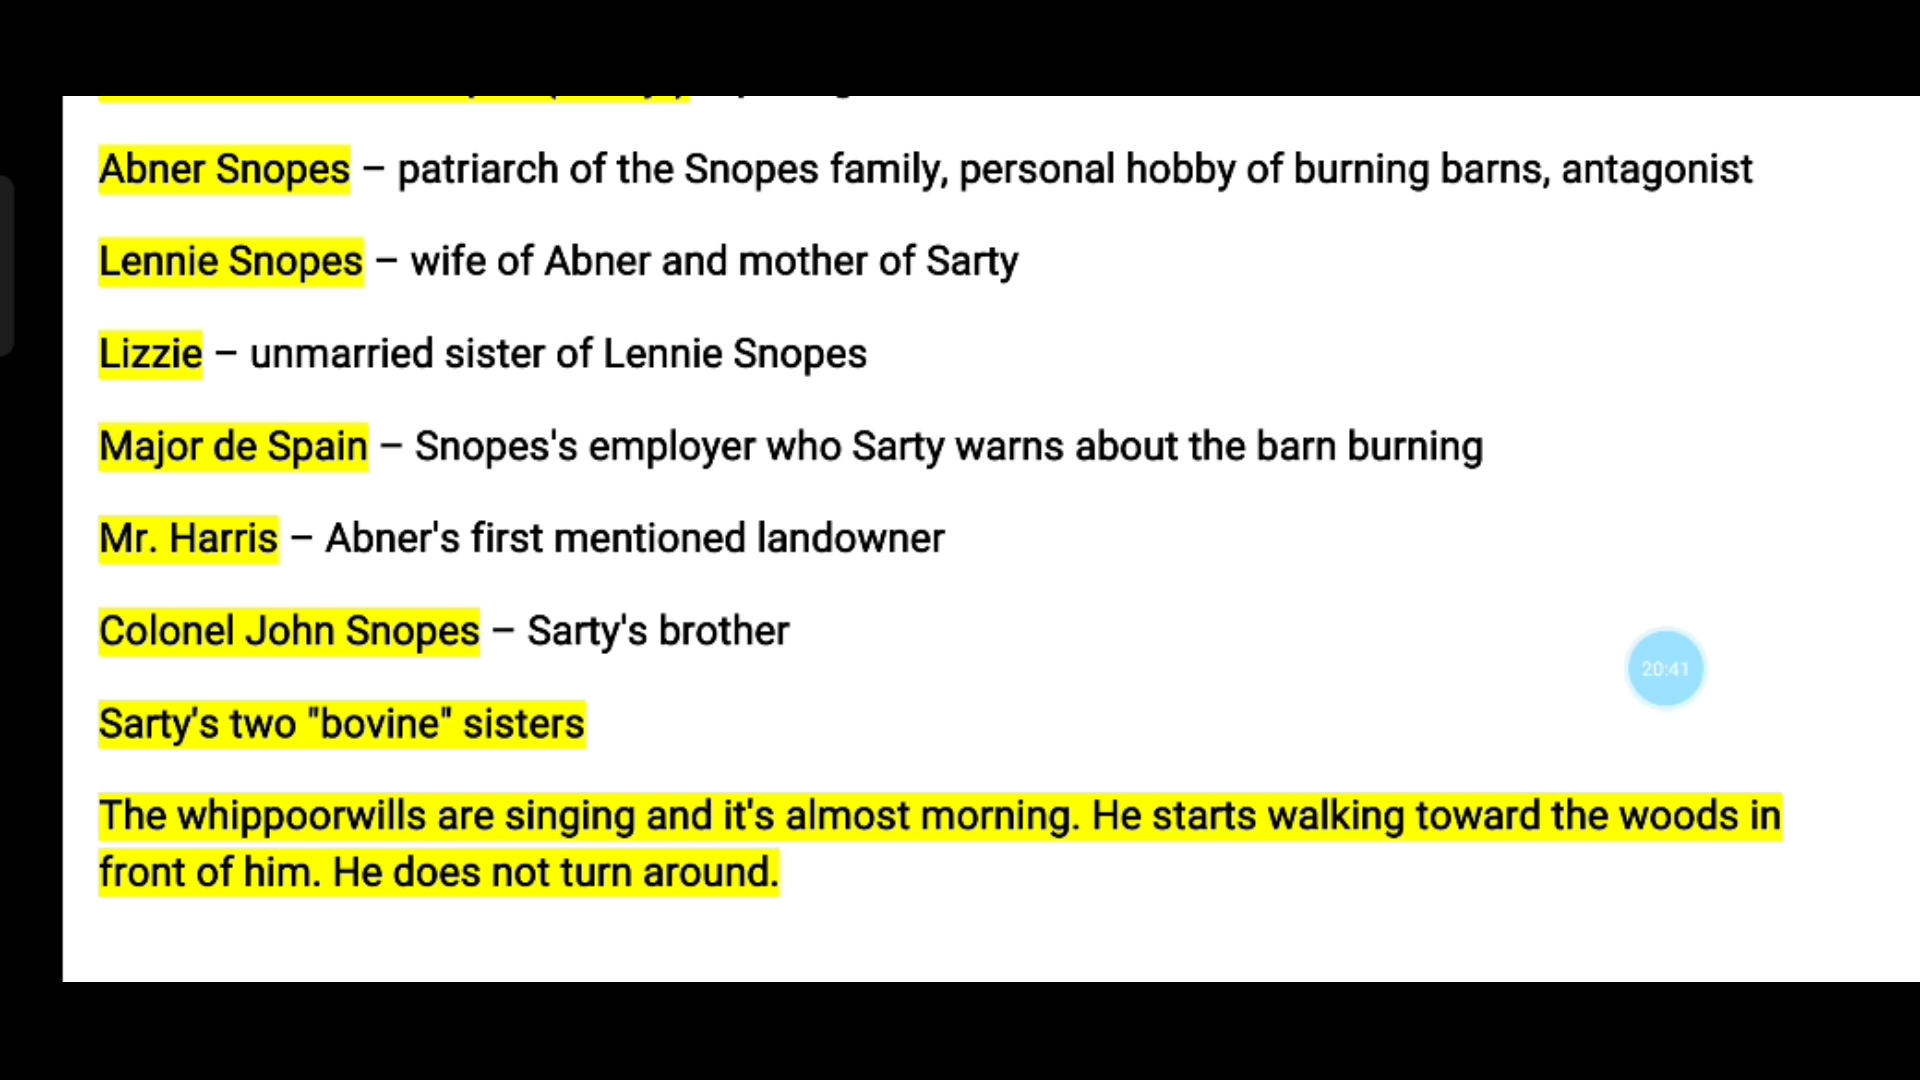 Abner Snopes – patriarch of the Snopes family, personal hobby of burning barns, antagonist
Lennie Snopes – wife of Abner and mother of Sarty
Lizzie – unmarried sister of Lennie Snopes
Major de Spain – Snopes's employer who Sarty warns about the barn burning
Mr. Harris – Abner's first mentioned landowner
Colonel John Snopes – Sarty's brother
20:41
Sarty's two "bovine" sisters
The whippoorwills are singing and it's almost morning. He starts walking toward the woods in
front of him. He does not turn around.